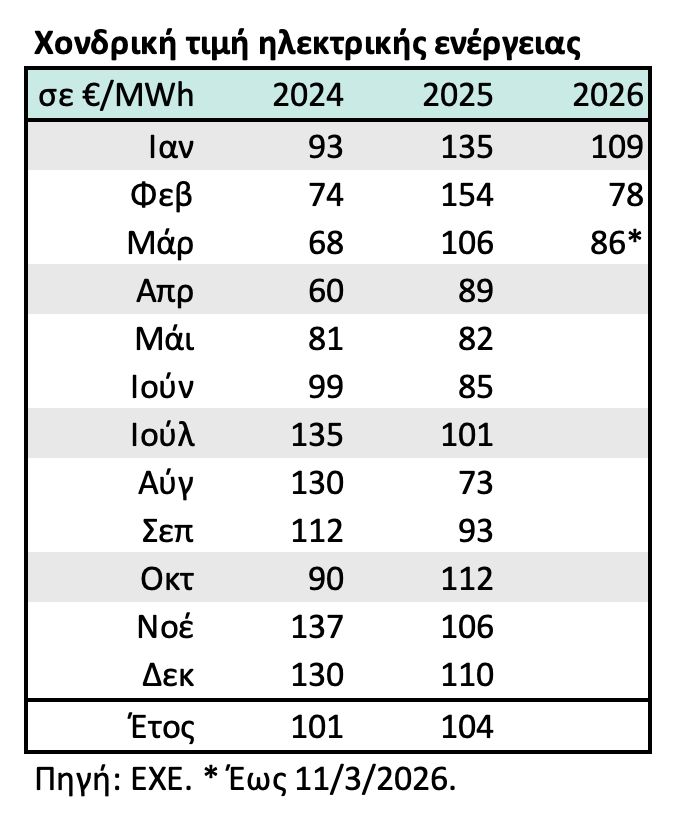 Χονδρική τιμή ηλεκτρικής ενέργειας
σε €/MWh 2024 2025 2026
Ιαν 93 135 109
Φεβ 74 154 78
Μάρ 68 106 86*
Απρ 60 89
Μάι 81 82
Ιούν 99 85
Ιούλ 135 101
Αύγ 130 73
Σεπ 112 93
Οκτ 90 112
Νοέ 137 106
Δεκ 130 110
Έτος 101 104
Πηγή: ΕΧΕ. * Έως 11/3/2026.